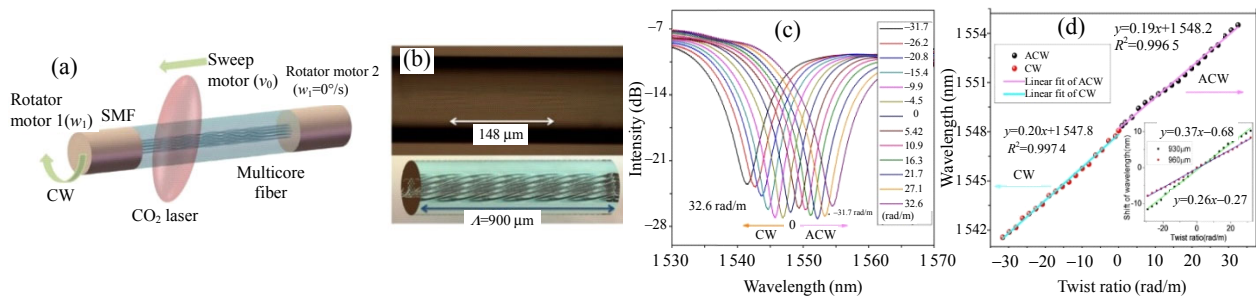 (a)
Sweep
motor (v₀)
Rotator
motor 1(w₁)
SMF
Rotator motor 2
(w₁=0°/s)
CW
CO₂ laser
Multicore
fiber
(b)
148 μm
Λ=900 μm
(c)
−7
−14
−21
−28
Intensity (dB)
−31.7
−26.2
−20.8
−15.4
−9.9
−4.5
0
5.42
10.9
16.3
21.7
27.1
32.6
(rad/m)
32.6 rad/m
−31.7 rad/m
CW
0
ACW
1 530
1 540
1 550
1 560
1 570
Wavelength (nm)
(d)
1 554
1 551
1 548
1 545
1 542
Wavelength (nm)
y=0.19x+1 548.2
R²=0.996 5
ACW
CW
Linear fit of ACW
Linear fit of CW
ACW
y=0.20x+1 547.8
R²=0.997 4
CW
y=0.37x−0.68
930μm
960μm
y=0.26x−0.27
10
0
−10
Shift of wavelength(nm)
−20
0
20
Twist ratio(rad/m)
−30
−20
−10
0
10
20
30
Twist ratio (rad/m)